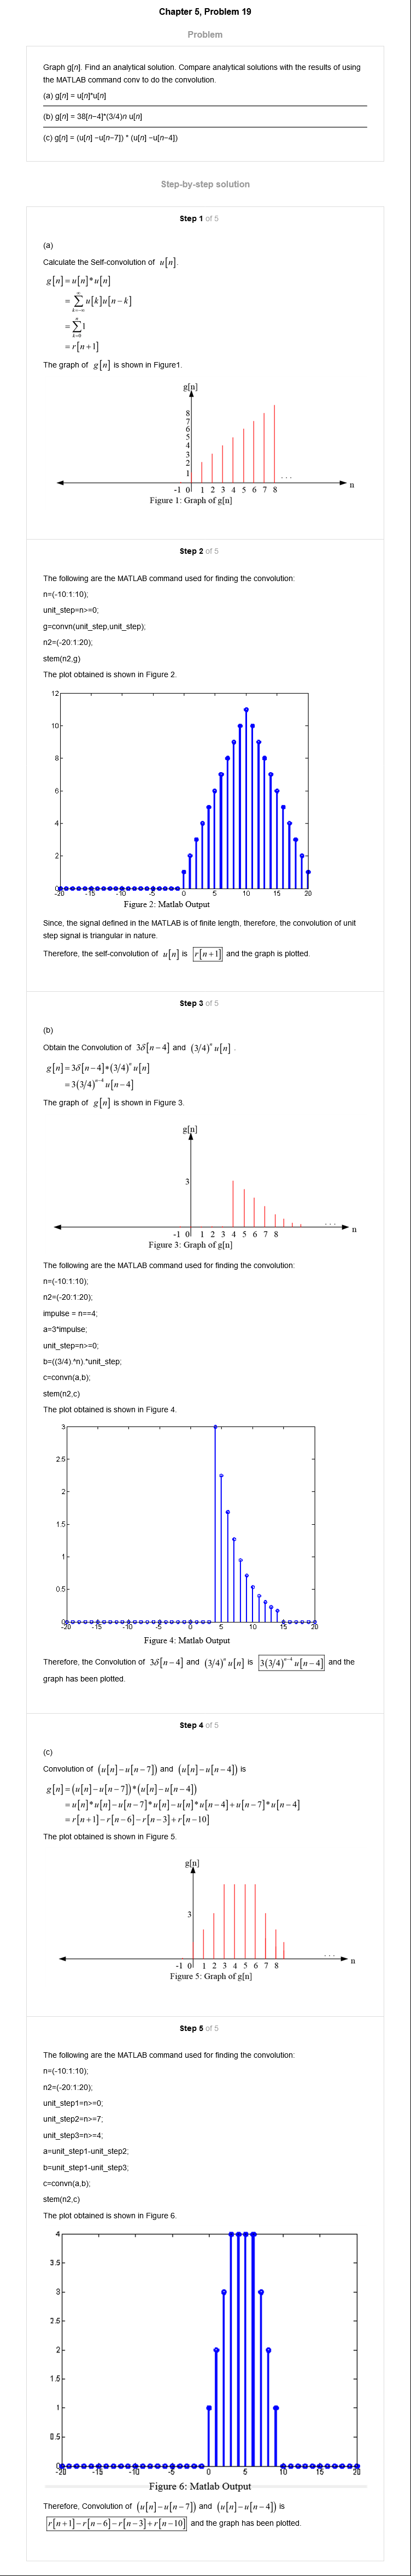 Chapter 5, Problem 19
Problem
Graph g[n]. Find an analytical solution. Compare analytical solutions with the results of using
the MATLAB command conv to do the convolution.
(a) g[n] = u[n]*u[n]
(b) g[n] = 38[n−4]*(3/4)n u[n]
(c) g[n] = (u[n] −u[n−7]) * (u[n] −u[n−4])
Step-by-step solution
Step 1 of 5
(a)
Calculate the Self-convolution of u[n].
g[n] = u[n]*u[n]
= ∑_{k=-∞}^{∞} u[k]u[n−k]
= ∑_{k=0}^{n} 1
= r[n+1]
The graph of g[n] is shown in Figure1.
g[n]
8
7
6
5
4
3
2
1
-1 0 1 2 3 4 5 6 7 8
. . .
n
Figure 1: Graph of g[n]
Step 2 of 5
The following are the MATLAB command used for finding the convolution:
n=(-10:1:10);
unit_step=n>=0;
g=convn(unit_step,unit_step);
n2=(-20:1:20);
stem(n2,g)
The plot obtained is shown in Figure 2.
12
10
8
6
4
2
0
-20 -15 -10 -5 0 5 10 15 20
Figure 2: Matlab Output
Since, the signal defined in the MATLAB is of finite length, therefore, the convolution of unit
step signal is triangular in nature.
Therefore, the self-convolution of u[n] is r[n+1] and the graph is plotted.
Step 3 of 5
(b)
Obtain the Convolution of 3δ[n−4] and (3/4)^n u[n] .
g[n] = 3δ[n−4]*(3/4)^n u[n]
= 3(3/4)^{n−4} u[n−4]
The graph of g[n] is shown in Figure 3.
g[n]
3
-1 0 1 2 3 4 5 6 7 8
. . .
n
Figure 3: Graph of g[n]
The following are the MATLAB command used for finding the convolution:
n=(-10:1:10);
n2=(-20:1:20);
impulse = n==4;
a=3*impulse;
unit_step=n>=0;
b=((3/4).^n).*unit_step;
c=convn(a,b);
stem(n2,c)
The plot obtained is shown in Figure 4.
3
2.5
2
1.5
1
0.5
0
-20 -15 -10 -5 0 5 10 15 20
Figure 4: Matlab Output
Therefore, the Convolution of 3δ[n−4] and (3/4)^n u[n] is 3(3/4)^{n−4} u[n−4] and the
graph has been plotted.
Step 4 of 5
(c)
Convolution of (u[n]−u[n−7]) and (u[n]−u[n−4]) is
g[n] = (u[n]−u[n−7])*(u[n]−u[n−4])
= u[n]*u[n]−u[n−7]*u[n]−u[n]*u[n−4]+u[n−7]*u[n−4]
= r[n+1]−r[n−6]−r[n−3]+r[n−10]
The plot obtained is shown in Figure 5.
g[n]
3
-1 0 1 2 3 4 5 6 7 8
. . .
n
Figure 5: Graph of g[n]
Step 5 of 5
The following are the MATLAB command used for finding the convolution:
n=(-10:1:10);
n2=(-20:1:20);
unit_step1=n>=0;
unit_step2=n>=7;
unit_step3=n>=4;
a=unit_step1-unit_step2;
b=unit_step1-unit_step3;
c=convn(a,b);
stem(n2,c)
The plot obtained is shown in Figure 6.
4
3.5
3
2.5
2
1.5
1
0.5
0
-20 -15 -10 -5 0 5 10 15 20
Figure 6: Matlab Output
Therefore, Convolution of (u[n]−u[n−7]) and (u[n]−u[n−4]) is
r[n+1]−r[n−6]−r[n−3]+r[n−10] and the graph has been plotted.